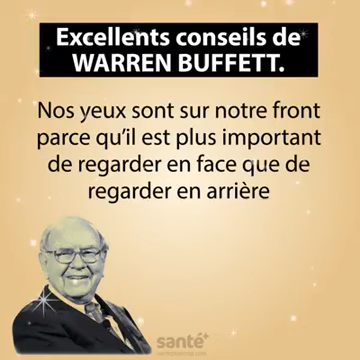 Excellents conseils de
WARREN BUFFETT.
Nos yeux sont sur notre front
parce qu'il est plus important
de regarder en face que de
regarder en arrière
santé+